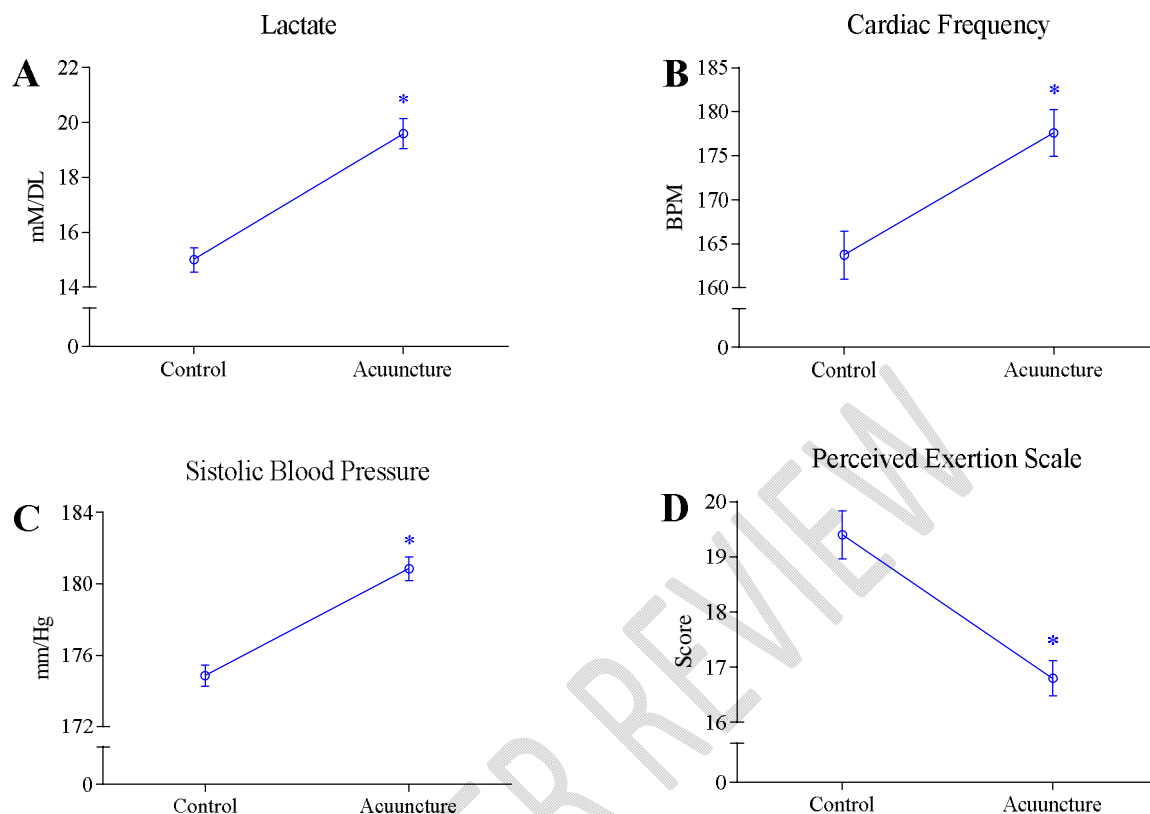 Lactate
A
22
20
18
16
14
0
mM/DL
*
Control
Acuuncture
Cardiac Frequency
B
185
180
175
170
165
160
0
BPM
*
Control
Acuuncture
Sistolic Blood Pressure
C
184
180
176
172
0
mm/Hg
*
Control
Acuuncture
Perceived Exertion Scale
D
20
19
18
17
16
0
Score
*
Control
Acuuncture
ER REVIEW